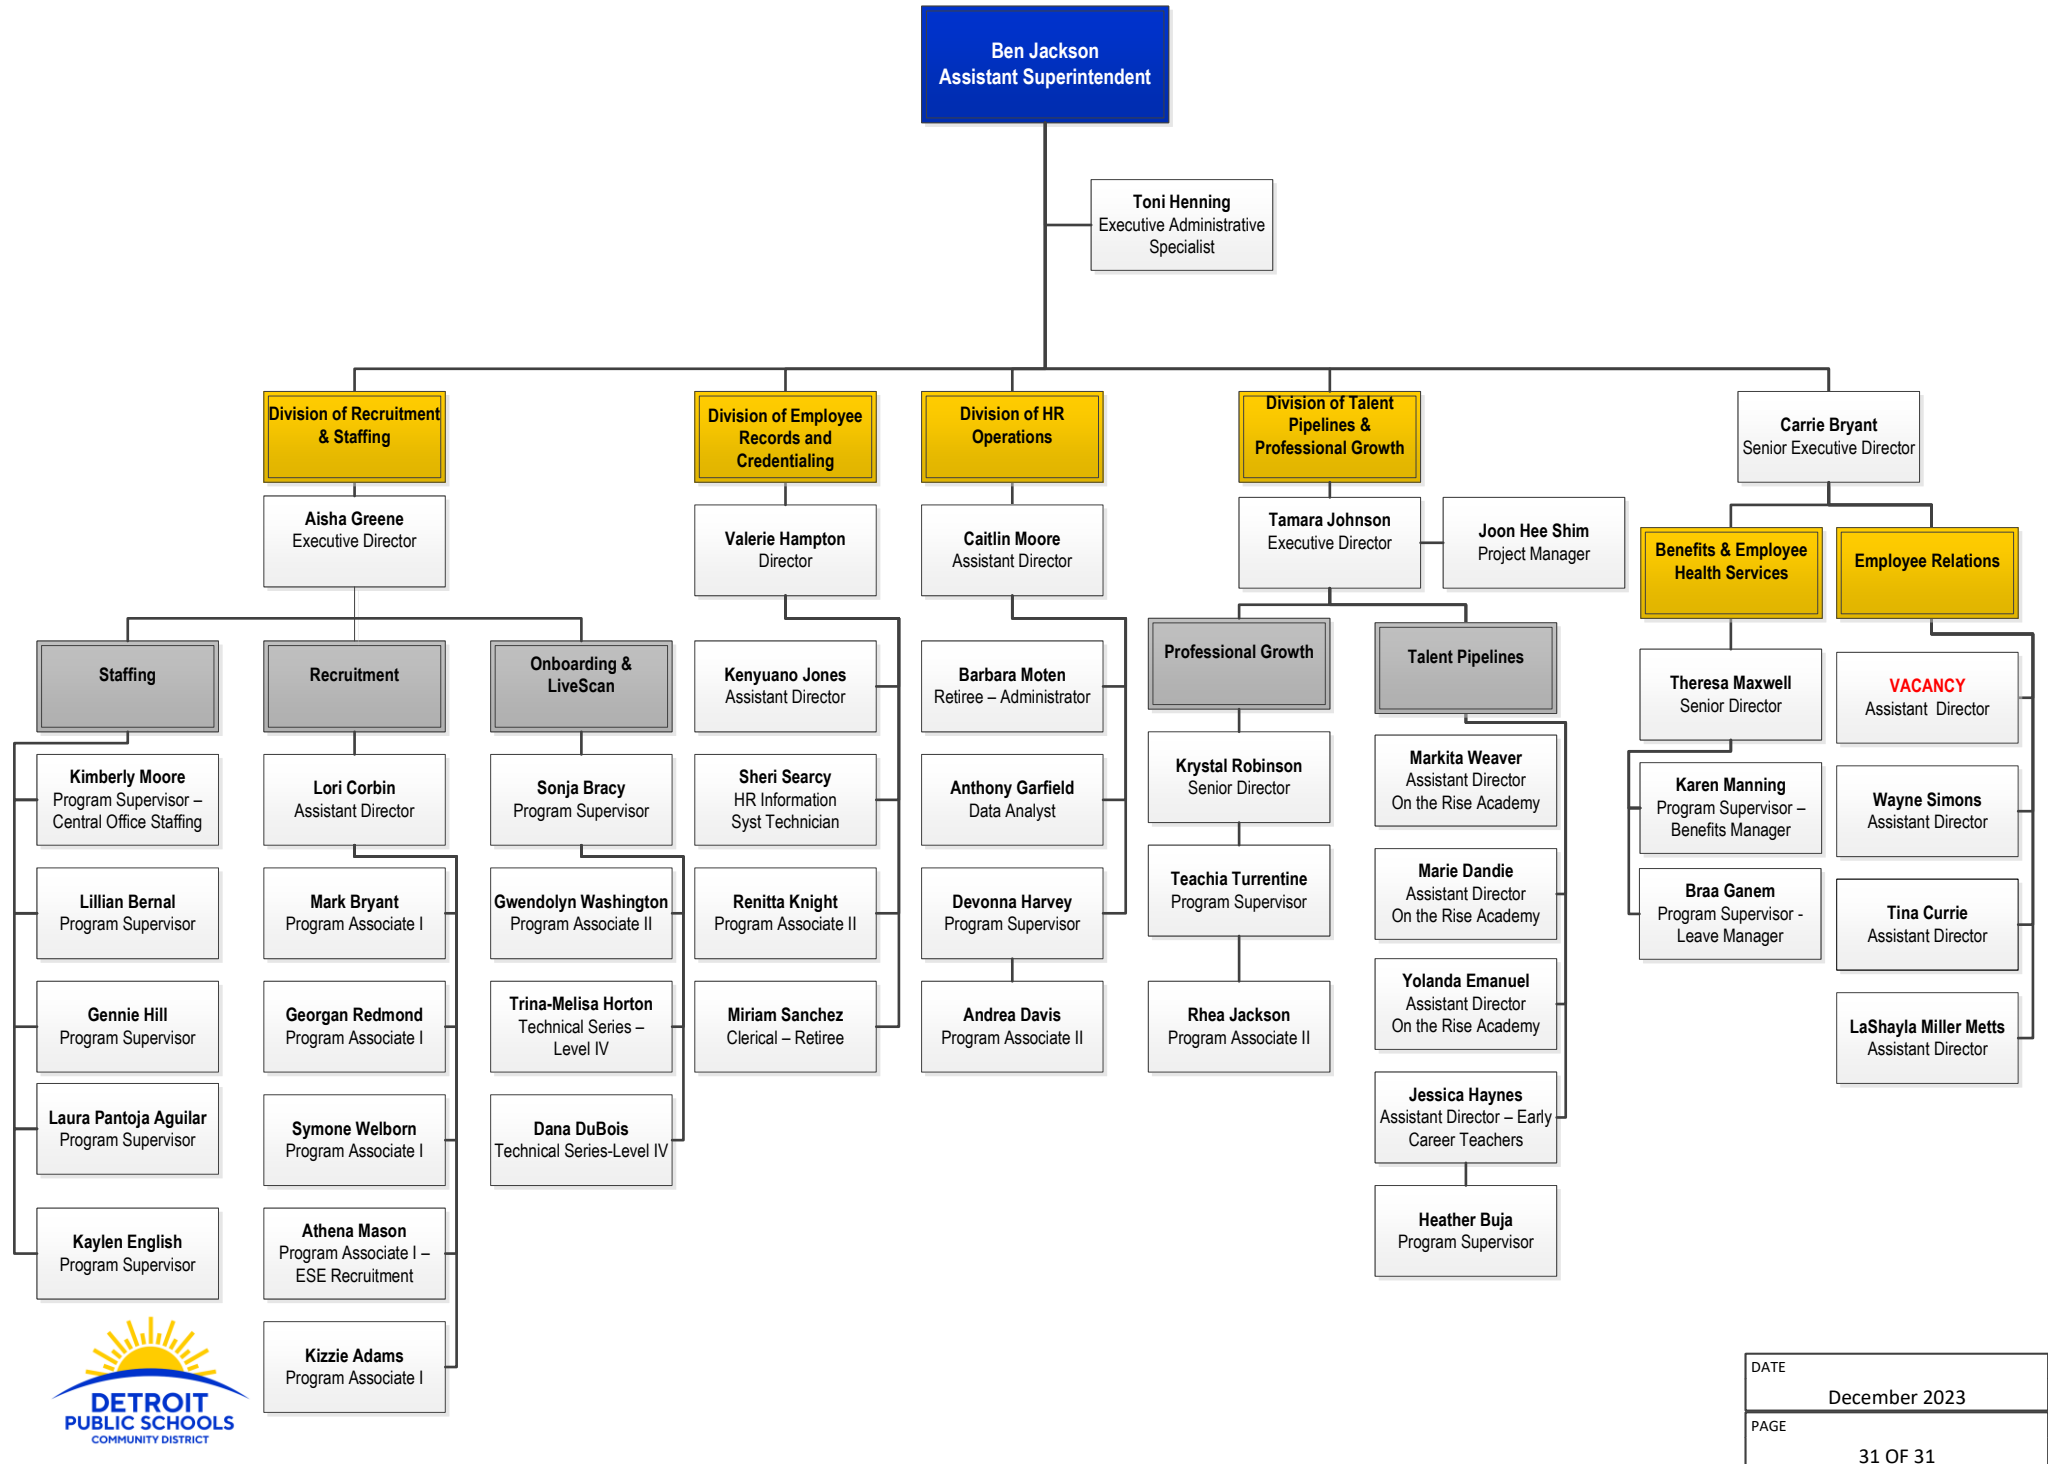 Ben Jackson
Assistant Superintendent
Toni Henning
Executive Administrative
Specialist
Division of Recruitment
& Staffing
Aisha Greene
Executive Director
Staffing
Kimberly Moore
Program Supervisor –
Central Office Staffing
Lillian Bernal
Program Supervisor
Gennie Hill
Program Supervisor
Laura Pantoja Aguilar
Program Supervisor
Kaylen English
Program Supervisor
Recruitment
Lori Corbin
Assistant Director
Mark Bryant
Program Associate I
Georgan Redmond
Program Associate I
Symone Welborn
Program Associate I
Athena Mason
Program Associate I –
ESE Recruitment
Kizzie Adams
Program Associate I
Onboarding &
LiveScan
Sonja Bracy
Program Supervisor
Gwendolyn Washington
Program Associate II
Trina-Melisa Horton
Technical Series –
Level IV
Dana DuBois
Technical Series-Level IV
Division of Employee
Records and
Credentialing
Valerie Hampton
Director
Kenyuano Jones
Assistant Director
Sheri Searcy
HR Information
Syst Technician
Renitta Knight
Program Associate II
Miriam Sanchez
Clerical – Retiree
Division of HR
Operations
Caitlin Moore
Assistant Director
Barbara Moten
Retiree – Administrator
Anthony Garfield
Data Analyst
Devonna Harvey
Program Supervisor
Andrea Davis
Program Associate II
Division of Talent
Pipelines &
Professional Growth
Tamara Johnson
Executive Director
Joon Hee Shim
Project Manager
Professional Growth
Krystal Robinson
Senior Director
Teachia Turrentine
Program Supervisor
Rhea Jackson
Program Associate II
Talent Pipelines
Markita Weaver
Assistant Director
On the Rise Academy
Marie Dandie
Assistant Director
On the Rise Academy
Yolanda Emanuel
Assistant Director
On the Rise Academy
Jessica Haynes
Assistant Director – Early
Career Teachers
Heather Buja
Program Supervisor
Carrie Bryant
Senior Executive Director
Benefits & Employee
Health Services
Theresa Maxwell
Senior Director
Karen Manning
Program Supervisor –
Benefits Manager
Braa Ganem
Program Supervisor -
Leave Manager
Employee Relations
VACANCY
Assistant Director
Wayne Simons
Assistant Director
Tina Currie
Assistant Director
LaShayla Miller Metts
Assistant Director
DETROIT
PUBLIC SCHOOLS
COMMUNITY DISTRICT
DATE
December 2023
PAGE
31 OF 31